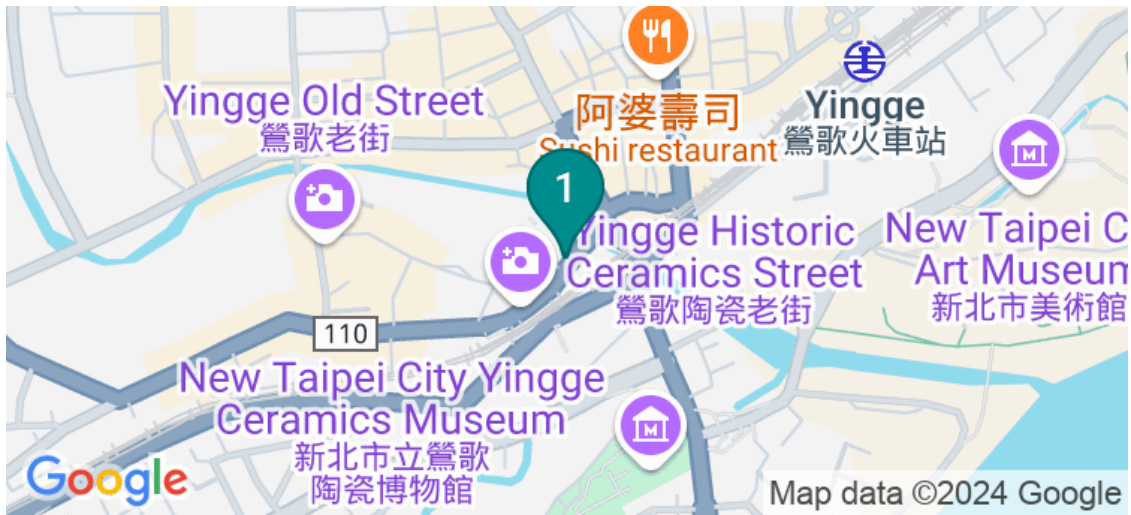 Yingge Old Street
鶯歌老街
阿婆壽司
Sushi restaurant
Yingge
鶯歌火車站
1
Yingge Historic
Ceramics Street
鶯歌陶瓷老街
New Taipei C
Art Museum
新北市美術館
110
New Taipei City Yingge
Ceramics Museum
新北市立鶯歌
陶瓷博物館
M
M
Google
Map data ©2024 Google